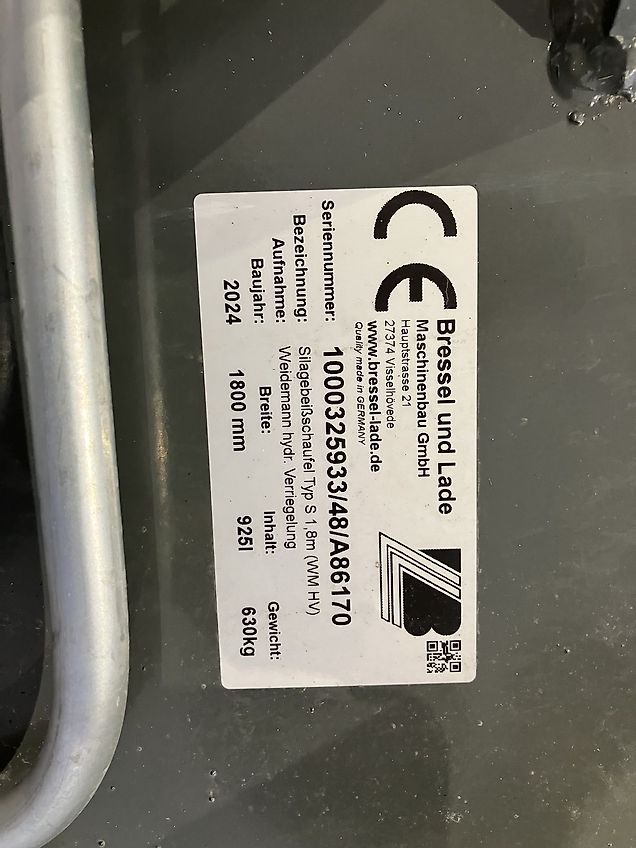 CE
Bressel und Lade
Maschinenbau GmbH
Hauptstrasse 21
27374 Visselhövede
www.bressel-lade.de
Quality made in GERMANY
LB
Seriennummer: 1000325933/48/A86170
Bezeichnung: Silagebeißschaufel Typ S 1,8m (WM HV)
Aufnahme: Weidemann hydr. Verriegelung
Baujahr: Breite: Inhalt: Gewicht:
2024 1800 mm 925l 630kg